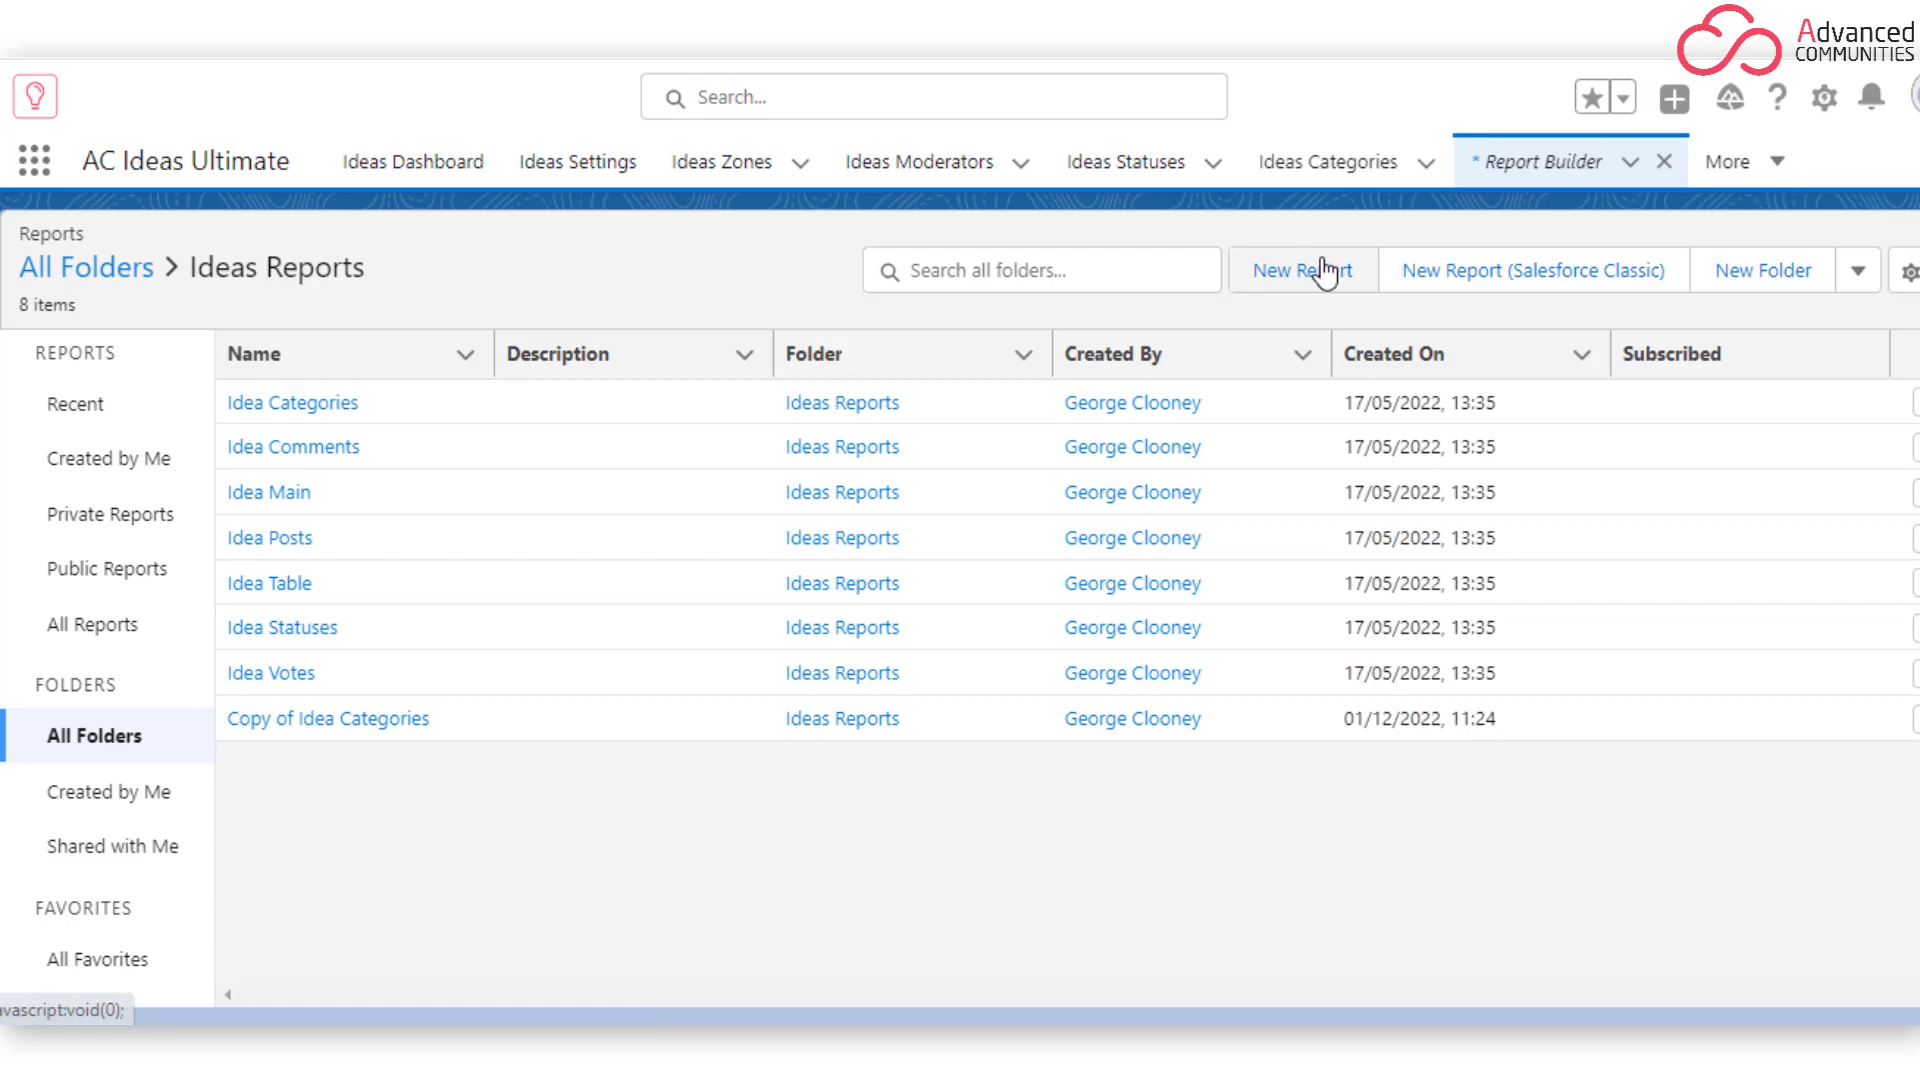 Advanced
COMMUNITIES
Search...
AC Ideas Ultimate Ideas Dashboard Ideas Settings Ideas Zones Ideas Moderators Ideas Statuses Ideas Categories * Report Builder More
Reports
All Folders > Ideas Reports
8 items
Search all folders... New Report New Report (Salesforce Classic) New Folder
REPORTS
Recent
Created by Me
Private Reports
Public Reports
All Reports
FOLDERS
All Folders
Created by Me
Shared with Me
FAVORITES
All Favorites
Name Description Folder Created By Created On Subscribed
Idea Categories Ideas Reports George Clooney 17/05/2022, 13:35
Idea Comments Ideas Reports George Clooney 17/05/2022, 13:35
Idea Main Ideas Reports George Clooney 17/05/2022, 13:35
Idea Posts Ideas Reports George Clooney 17/05/2022, 13:35
Idea Table Ideas Reports George Clooney 17/05/2022, 13:35
Idea Statuses Ideas Reports George Clooney 17/05/2022, 13:35
Idea Votes Ideas Reports George Clooney 17/05/2022, 13:35
Copy of Idea Categories Ideas Reports George Clooney 01/12/2022, 11:24
avascript:void(0);